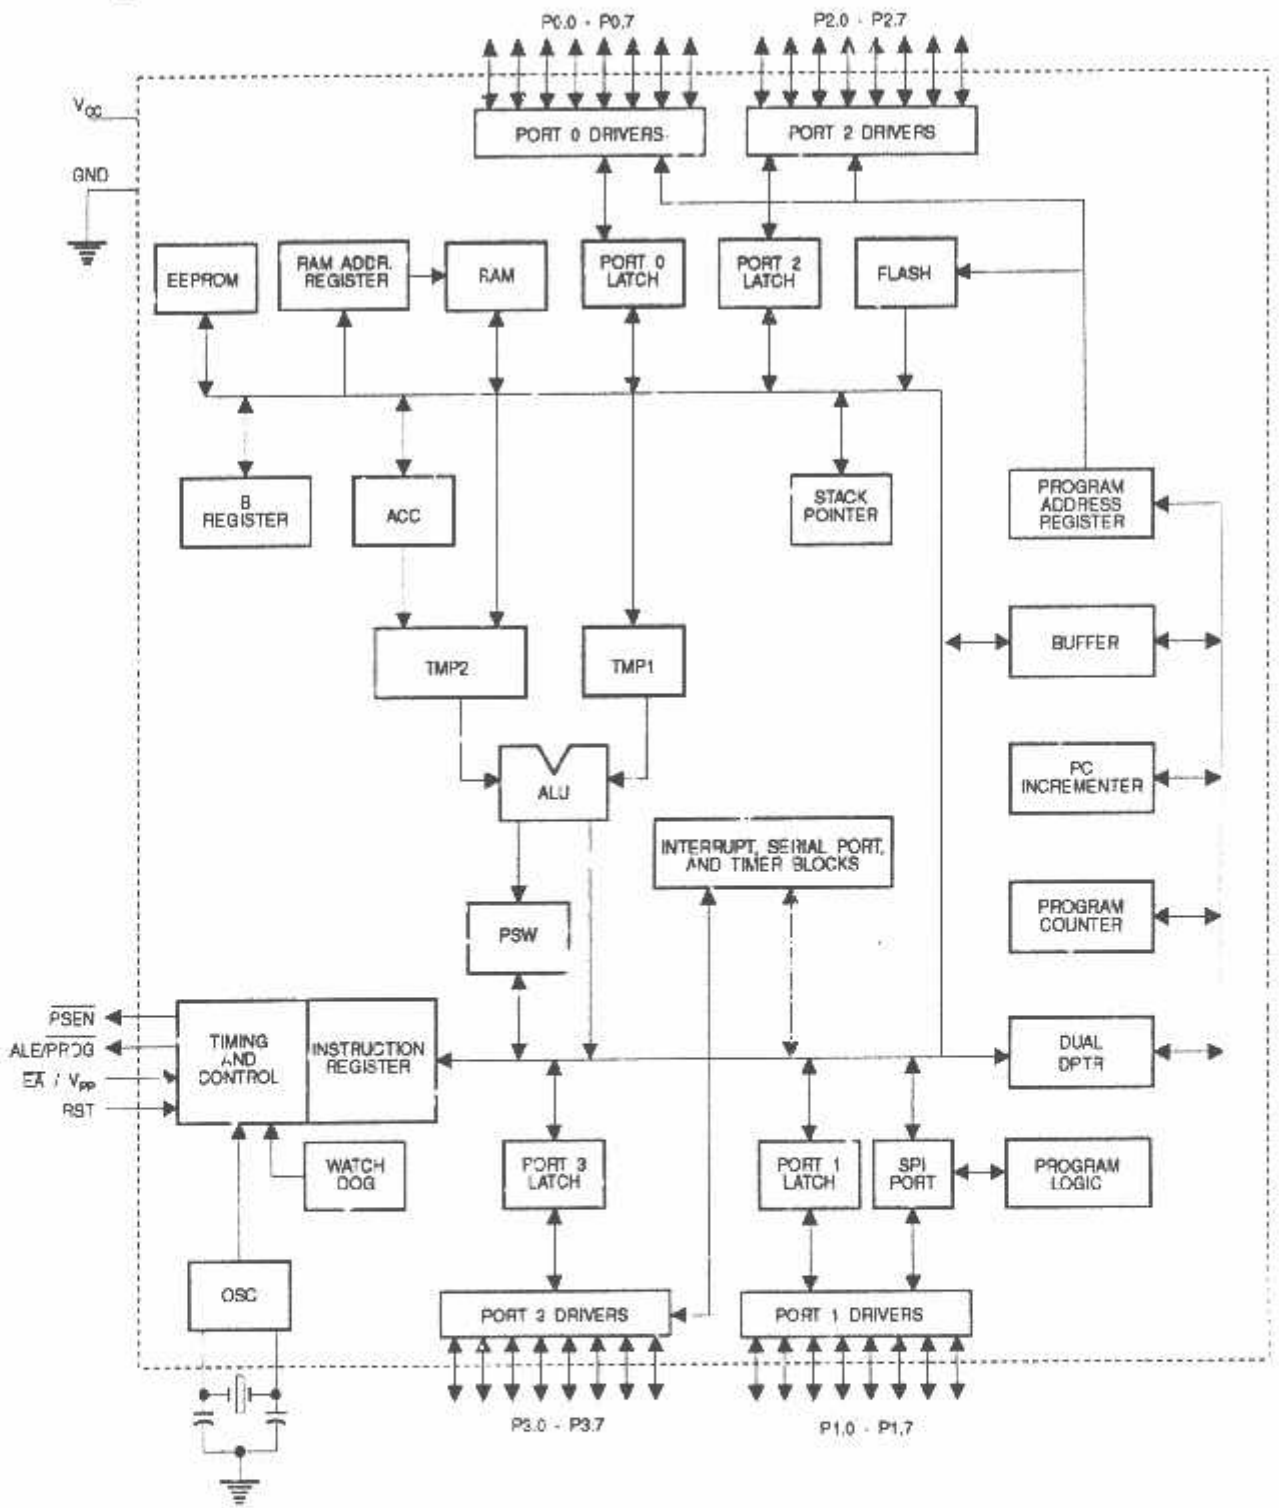 P0.0 - P0.7
P2.0 - P2.7
VCC
PORT 0 DRIVERS
PORT 2 DRIVERS
GND
EEPROM
RAM ADDR.
REGISTER
RAM
PORT 0
LATCH
PORT 2
LATCH
FLASH
B
REGISTER
ACC
STACK
POINTER
PROGRAM
ADDRESS
REGISTER
BUFFER
TMP2
TMP1
PC
INCREMENTER
ALU
INTERRUPT, SERIAL PORT,
AND TIMER BLOCKS
PROGRAM
COUNTER
PSW
PSEN
ALE/PROG
EA / VPP
RST
TIMING
AND
CONTROL
INSTRUCTION
REGISTER
DUAL
DPTR
WATCH
DOG
PORT 3
LATCH
PORT 1
LATCH
SPI
PORT
PROGRAM
LOGIC
OSC
PORT 3 DRIVERS
PORT 1 DRIVERS
P3.0 - P3.7
P1.0 - P1.7